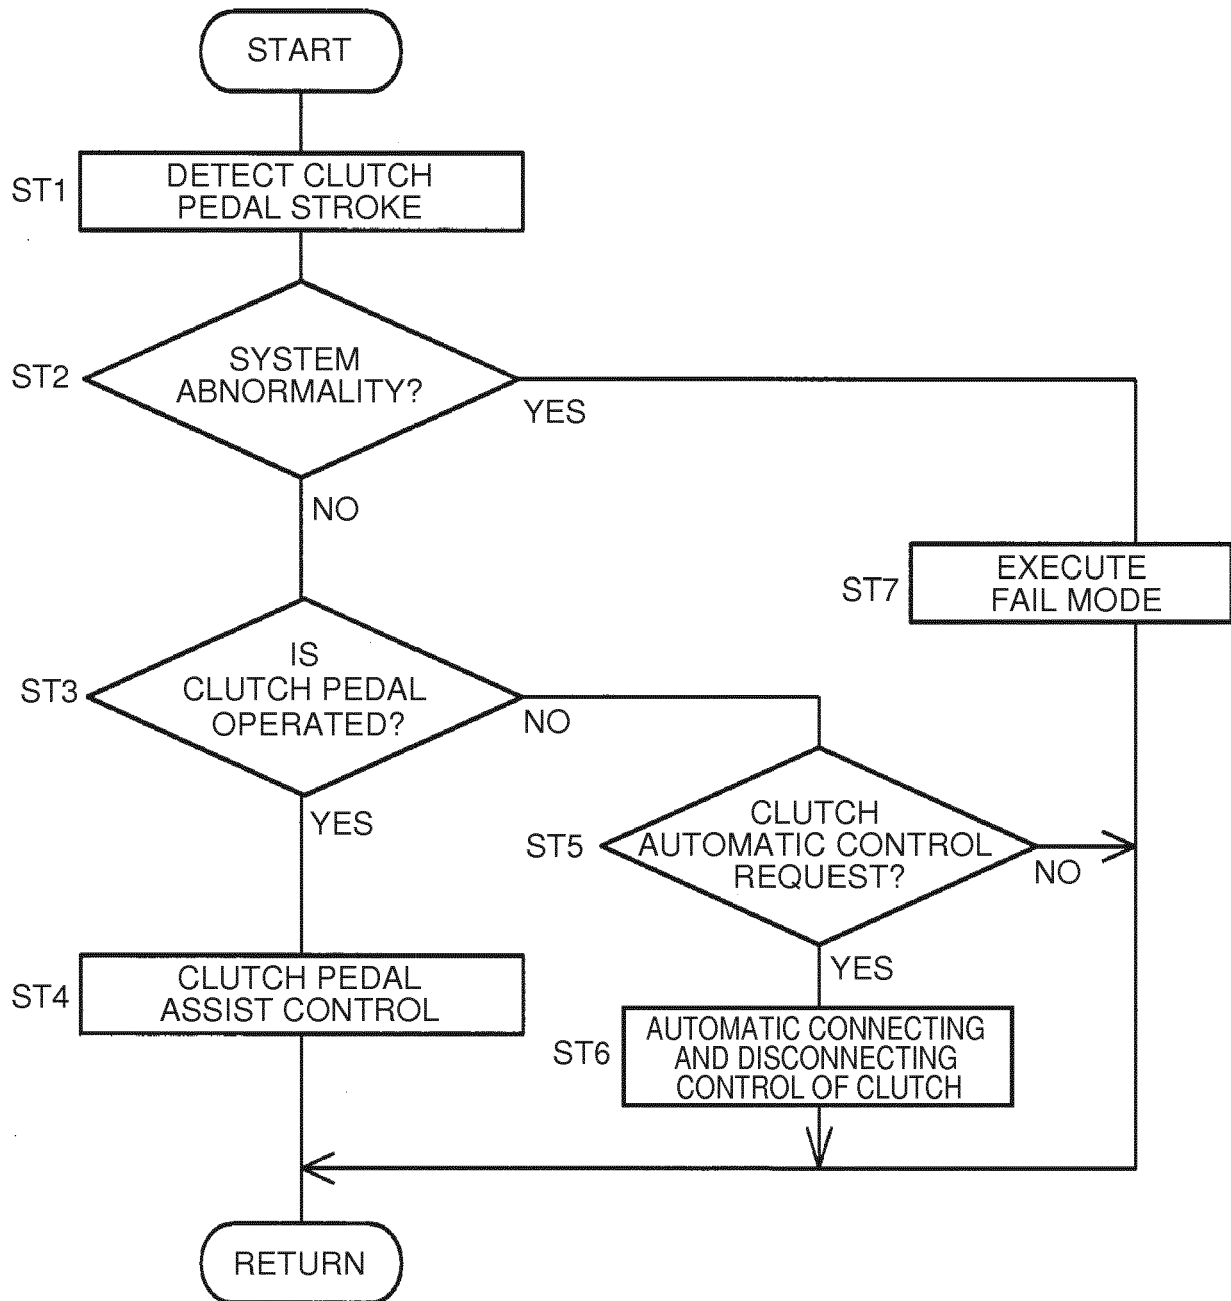 START
ST1
DETECT CLUTCH
PEDAL STROKE
ST2
SYSTEM
ABNORMALITY?
YES
NO
ST7
EXECUTE
FAIL MODE
ST3
IS
CLUTCH PEDAL
OPERATED?
NO
YES
ST5
CLUTCH
AUTOMATIC CONTROL
REQUEST?
NO
YES
ST4
CLUTCH PEDAL
ASSIST CONTROL
ST6
AUTOMATIC CONNECTING
AND DISCONNECTING
CONTROL OF CLUTCH
RETURN